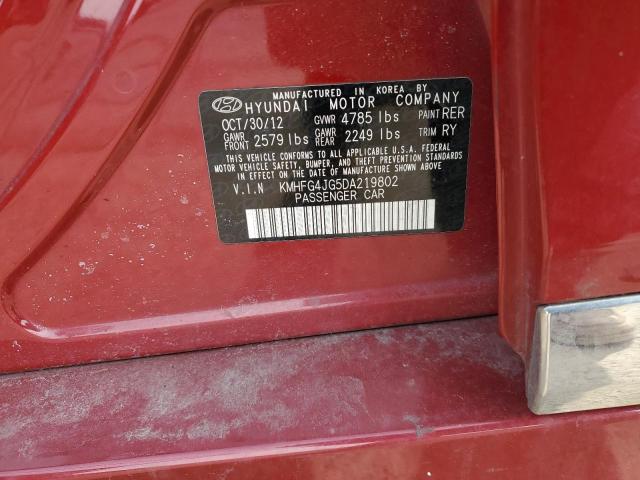 MANUFACTURED IN KOREA BY
HYUNDAI MOTOR COMPANY
OCT/30/12 GVWR 4785 lbs PAINT RER
GAWR FRONT 2579 lbs GAWR REAR 2249 lbs TRIM RY
THIS VEHICLE CONFORMS TO ALL APPLICABLE U.S.A. FEDERAL
MOTOR VEHICLE SAFETY, BUMPER, AND THEFT PREVENTION STANDARDS
IN EFFECT ON THE DATE OF MANUFACTURE SHOWN ABOVE.
V.I.N KMHFG4JG5DA219802
PASSENGER CAR